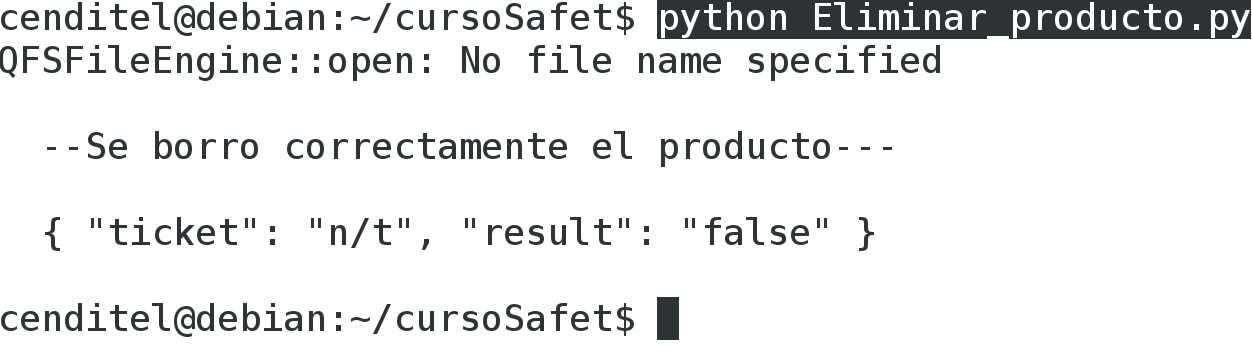 cenditel@debian:~/cursoSafet$ python Eliminar_producto.py
QFSFileEngine::open: No file name specified
--Se borro correctamente el producto---
{ "ticket": "n/t", "result": "false" }
cenditel@debian:~/cursoSafet$